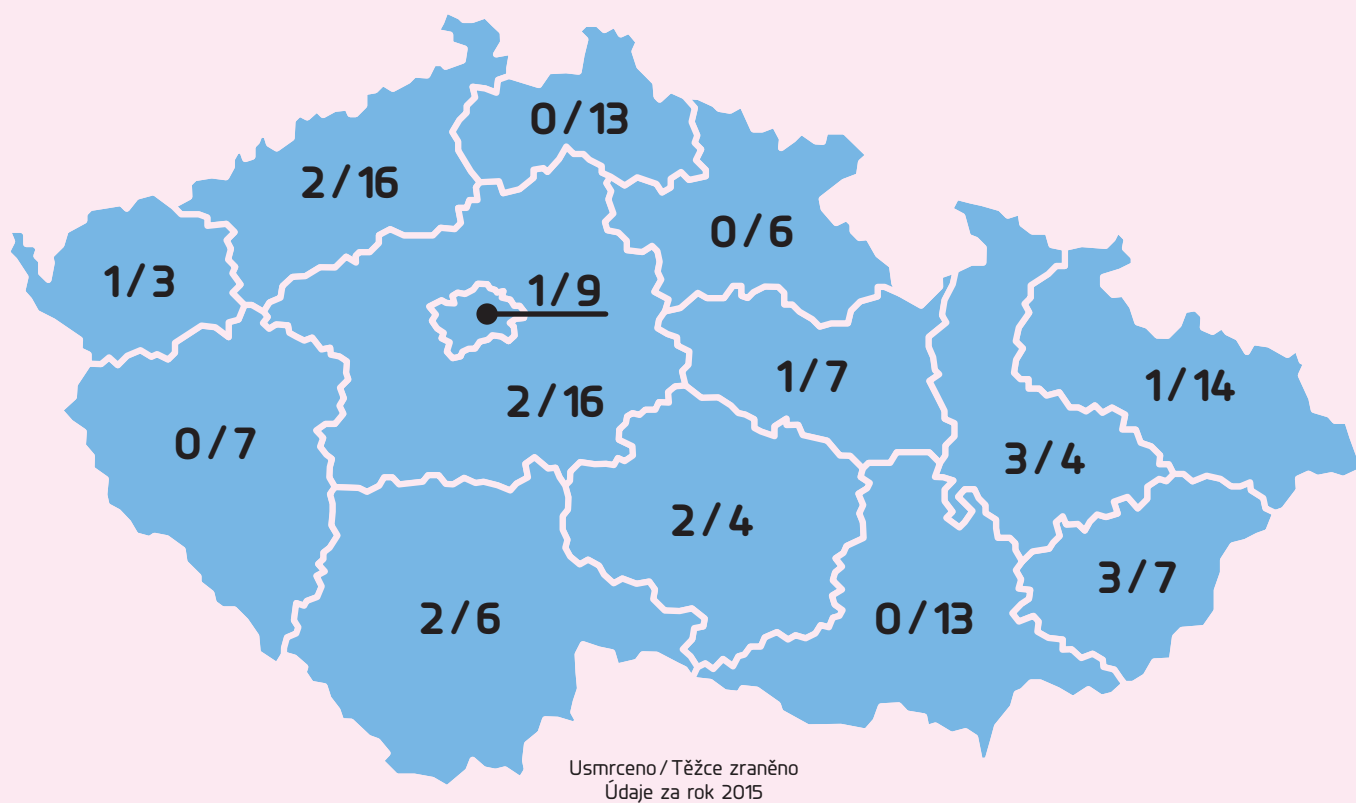 0 / 13
2 / 16
0 / 6
1 / 3
1 / 9
1 / 7
1 / 14
2 / 16
0 / 7
3 / 4
2 / 4
3 / 7
2 / 6
0 / 13
Usmrceno / Těžce zraněno
Údaje za rok 2015